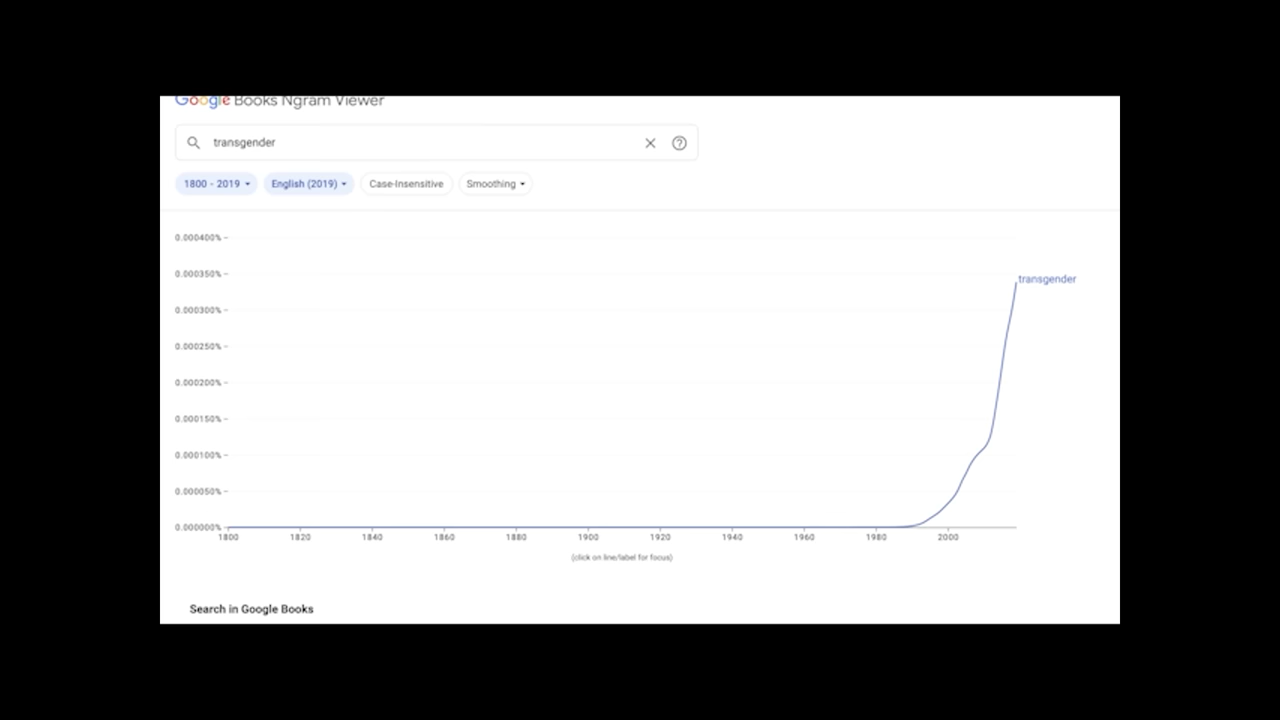 Google Books Ngram Viewer
transgender
1800 - 2019 English (2019) Case-Insensitive Smoothing
0.000400%
0.000350%
transgender
0.000300%
0.000250%
0.000200%
0.000150%
0.000100%
0.000050%
0.000000%
1800 1820 1840 1860 1880 1900 1920 1940 1960 1980 2000
(click on line/label for focus)
Search in Google Books